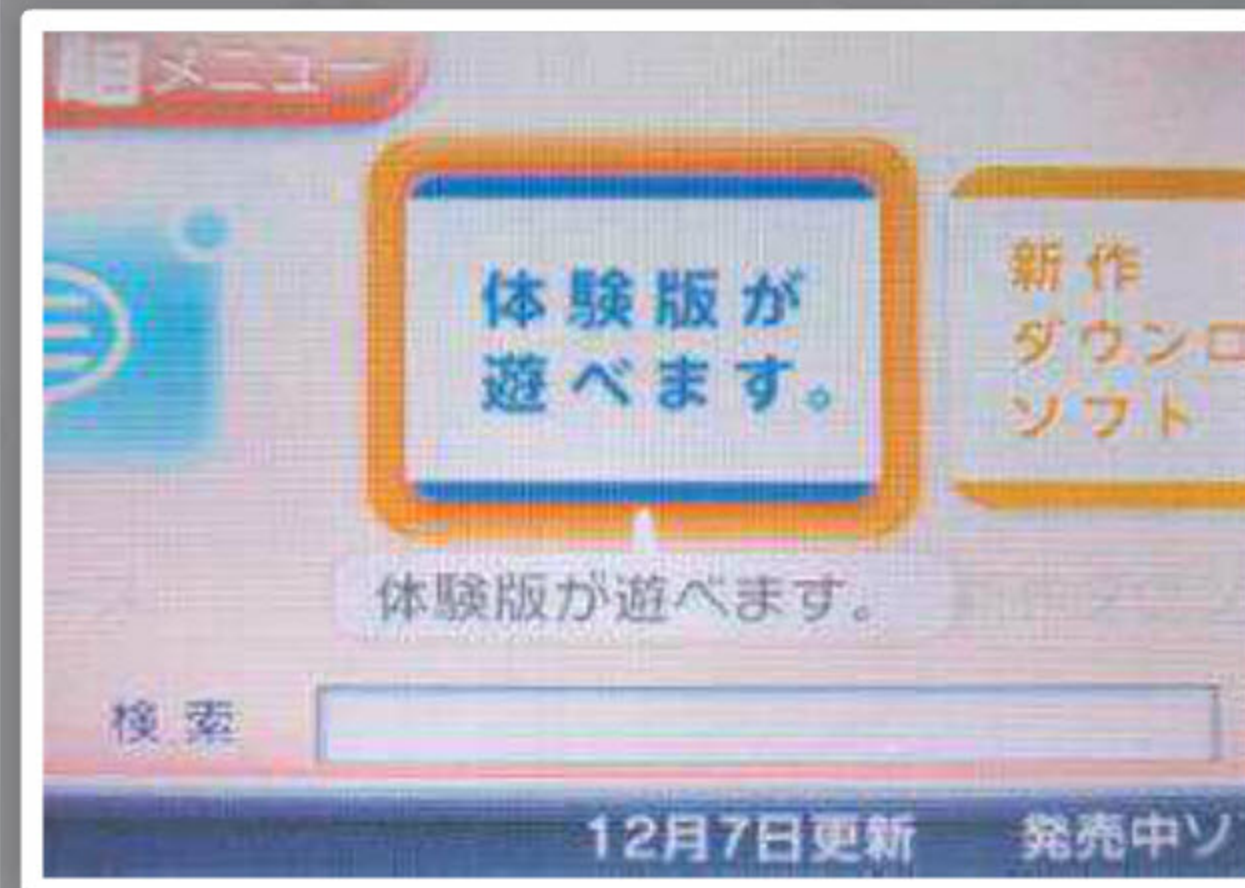 メニュー
体験版が
遊べます。
新作
ダウンロ
ソフト
体験版が遊べます。
検索
12月7日更新 発売中ソ